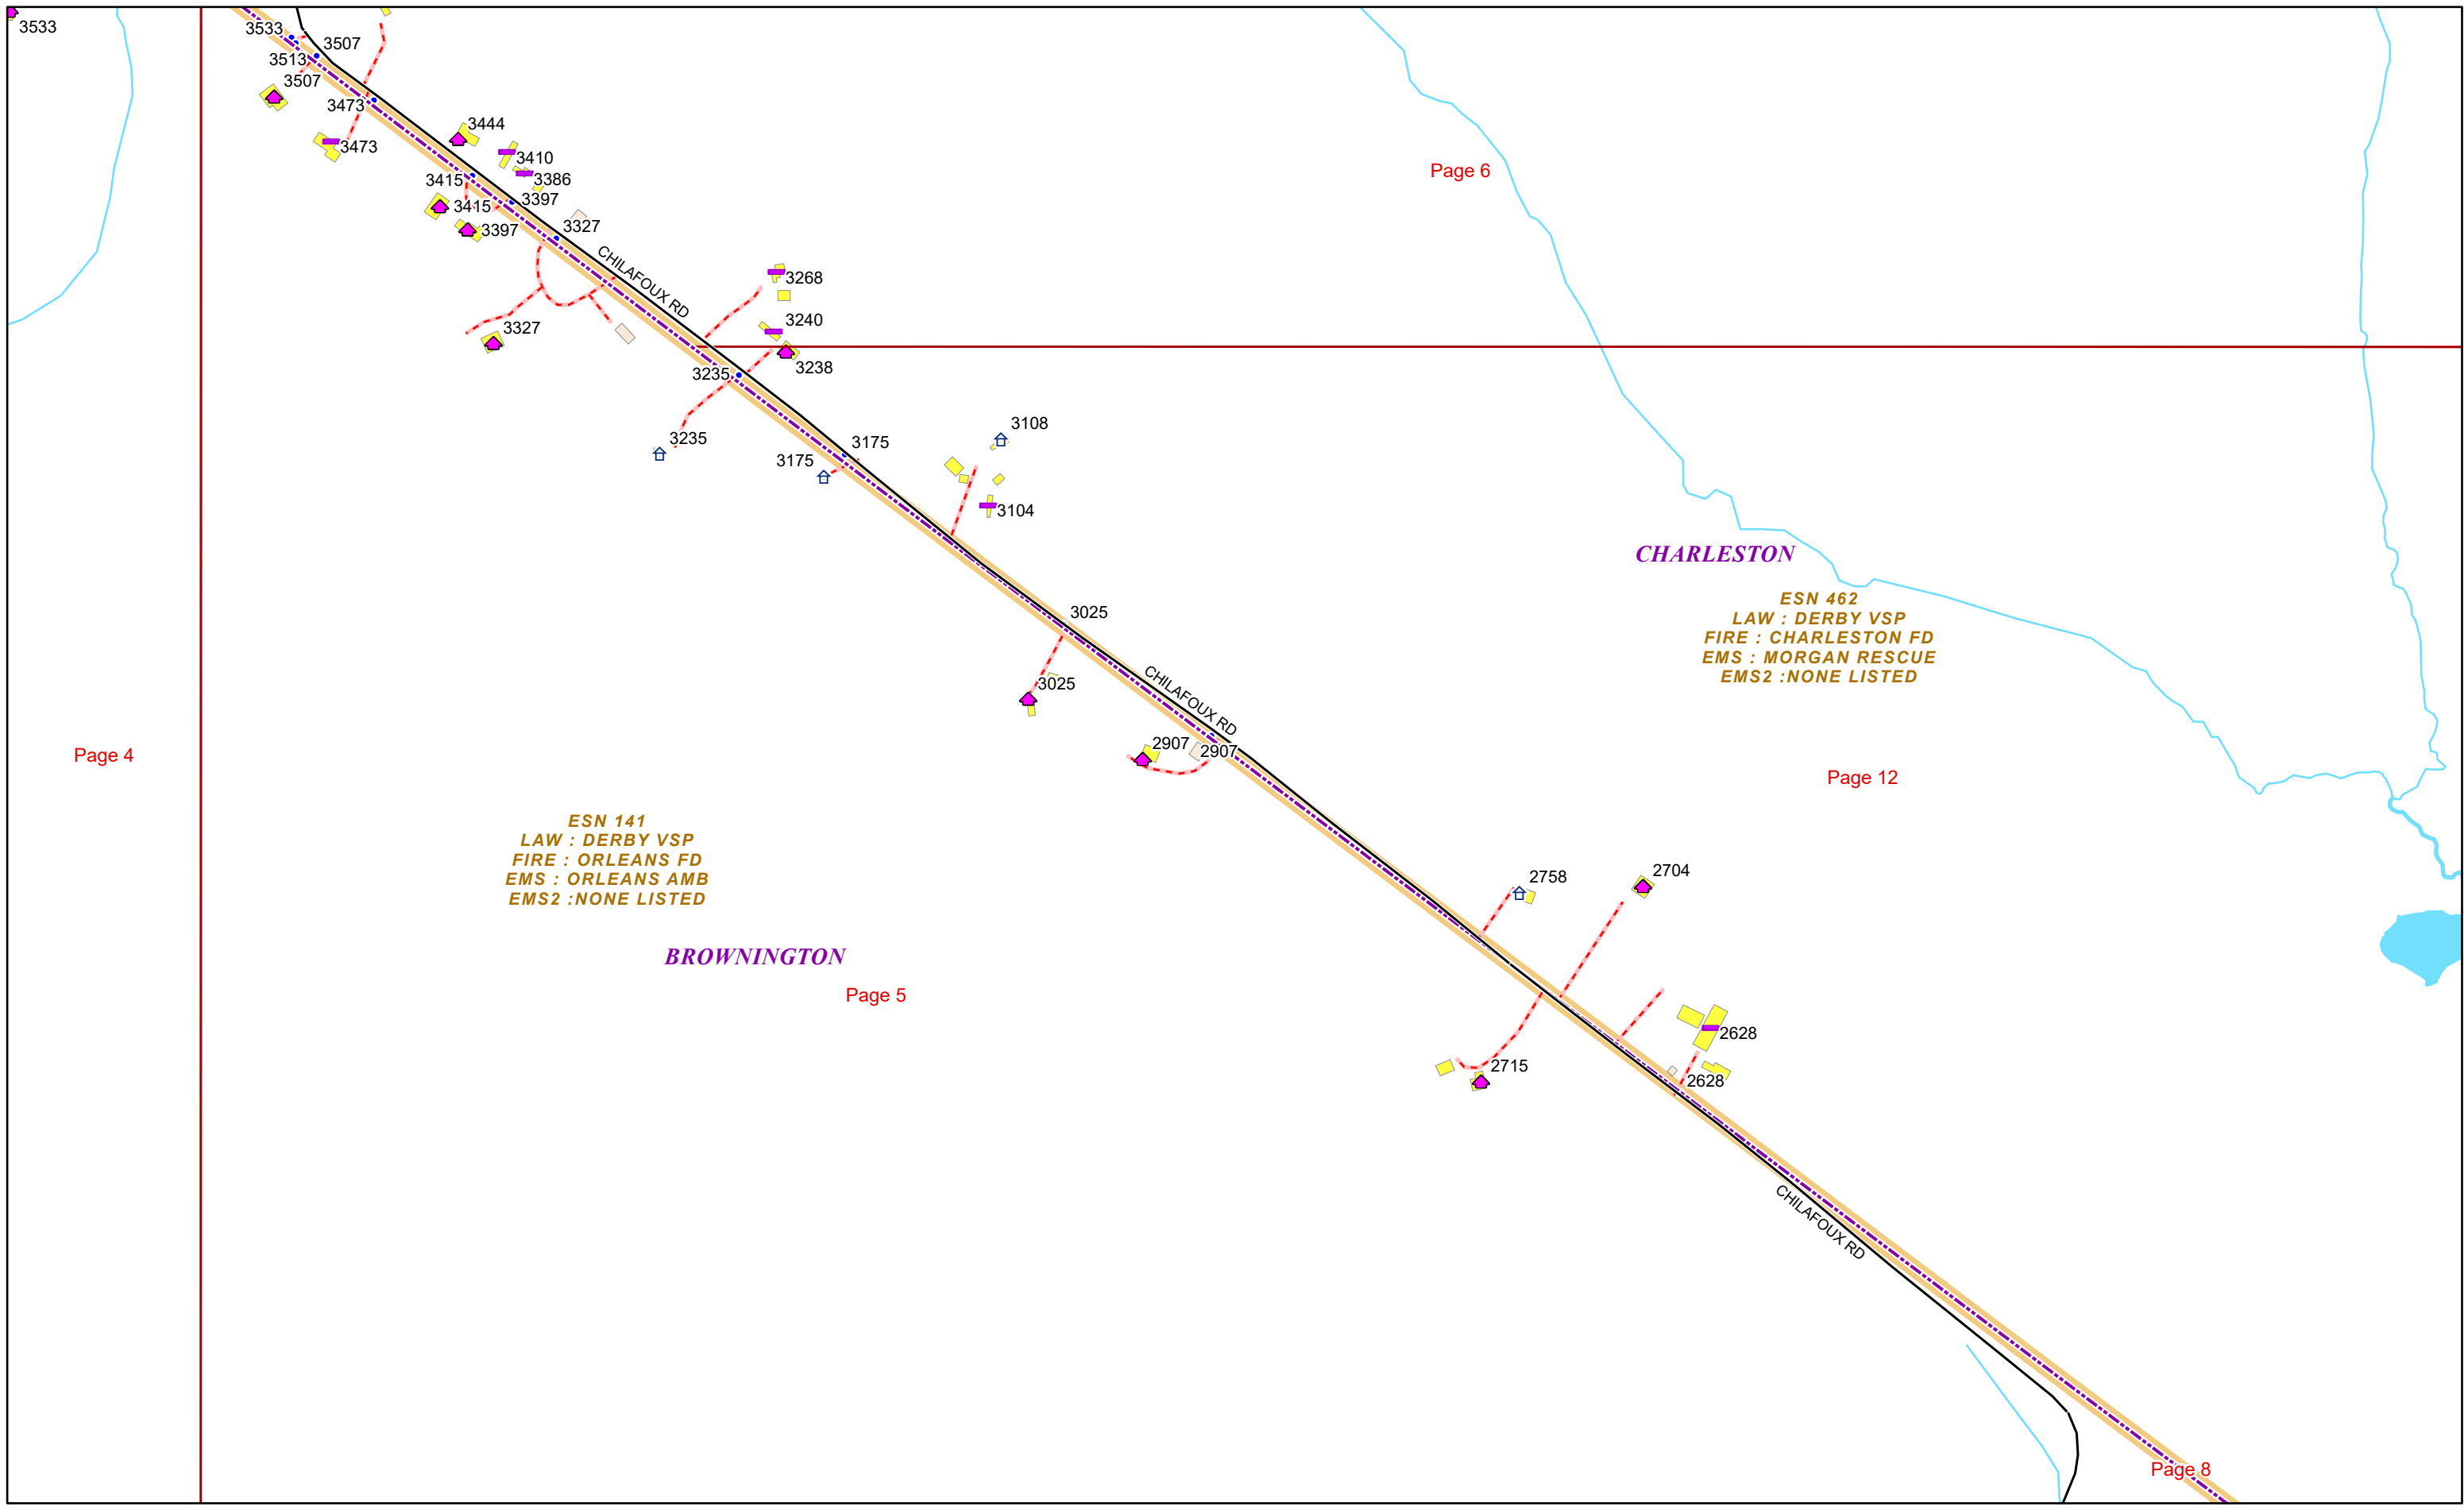 3533
3533
3507
3513
3507
3473
3473
3444
3410
3386
3415
3397
3415
3397
3327
CHILAFOUX RD
3268
3240
3327
3238
3235
3235
3108
3175
3175
3104
Page 6
CHARLESTON
ESN 462
LAW : DERBY VSP
FIRE : CHARLESTON FD
EMS : MORGAN RESCUE
EMS2 :NONE LISTED
3025
3025
CHILAFOUX RD
2907
2907
Page 4
Page 12
ESN 141
LAW : DERBY VSP
FIRE : ORLEANS FD
EMS : ORLEANS AMB
EMS2 :NONE LISTED
BROWNINGTON
Page 5
2758
2704
2628
2715
2628
CHILAFOUX RD
Page 8